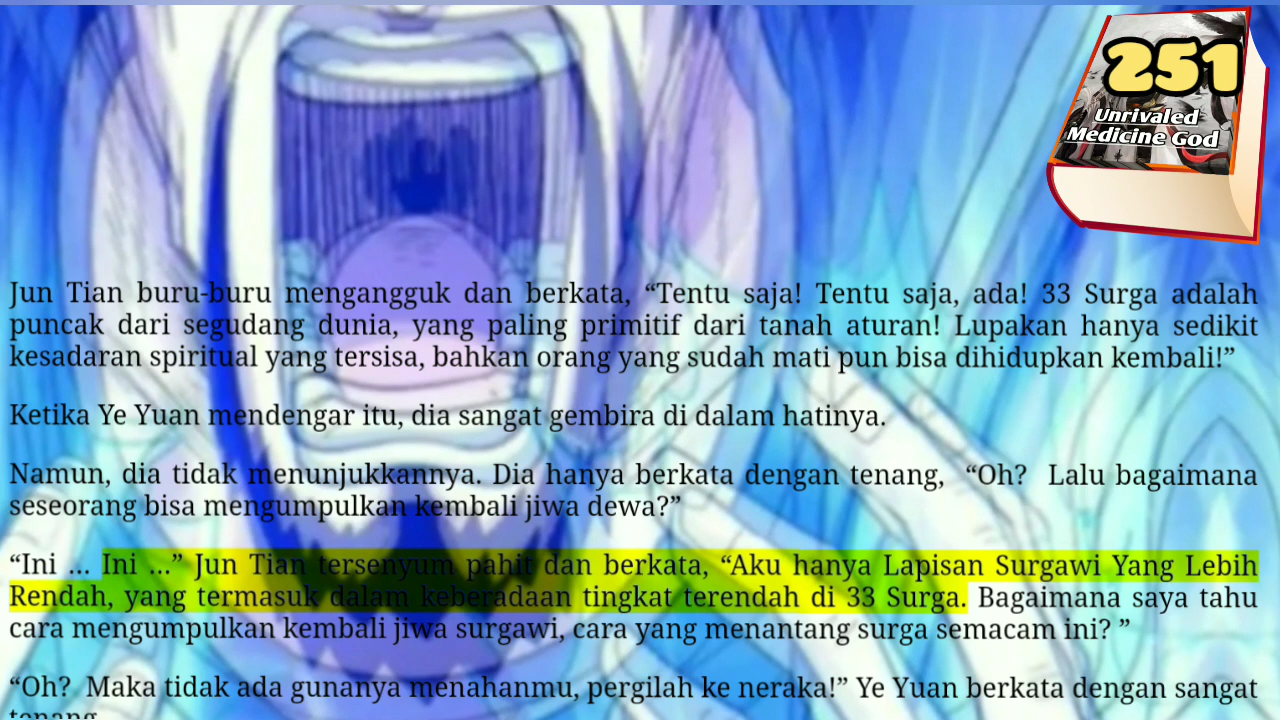 251
Unrivaled
Medicine God
Jun Tian buru-buru mengangguk dan berkata, “Tentu saja! Tentu saja, ada! 33 Surga adalah
puncak dari segudang dunia, yang paling primitif dari tanah aturan! Lupakan hanya sedikit
kesadaran spiritual yang tersisa, bahkan orang yang sudah mati pun bisa dihidupkan kembali!”
Ketika Ye Yuan mendengar itu, dia sangat gembira di dalam hatinya.
Namun, dia tidak menunjukkannya. Dia hanya berkata dengan tenang, “Oh? Lalu bagaimana
seseorang bisa mengumpulkan kembali jiwa dewa?”
“Ini ... Ini ...” Jun Tian tersenyum pahit dan berkata, “Aku hanya Lapisan Surgawi Yang Lebih
Rendah, yang termasuk dalam keberadaan tingkat terendah di 33 Surga. Bagaimana saya tahu
cara mengumpulkan kembali jiwa surgawi, cara yang menantang surga semacam ini? ”
“Oh? Maka tidak ada gunanya menahanmu, pergilah ke neraka!” Ye Yuan berkata dengan sangat
tenang